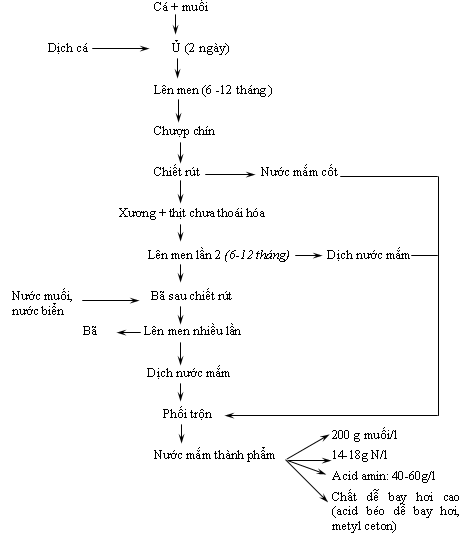 Cá + muối
Dịch cá
Ủ (2 ngày)
Lên men (6 -12 tháng )
Chượp chín
Chiết rút
Nước mắm cốt
Xương + thịt chưa thoái hóa
Lên men lần 2 (6-12 tháng)
Dịch nước mắm
Nước muối,
nước biển
Bã sau chiết rút
Bã
Lên men nhiều lần
Dịch nước mắm
Phối trộn
Nước mắm thành phẩm
200 g muối/l
14-18g N/l
Acid amin: 40-60g/l
Chất dễ bay hơi cao
(acid béo dễ bay hơi,
metyl ceton)